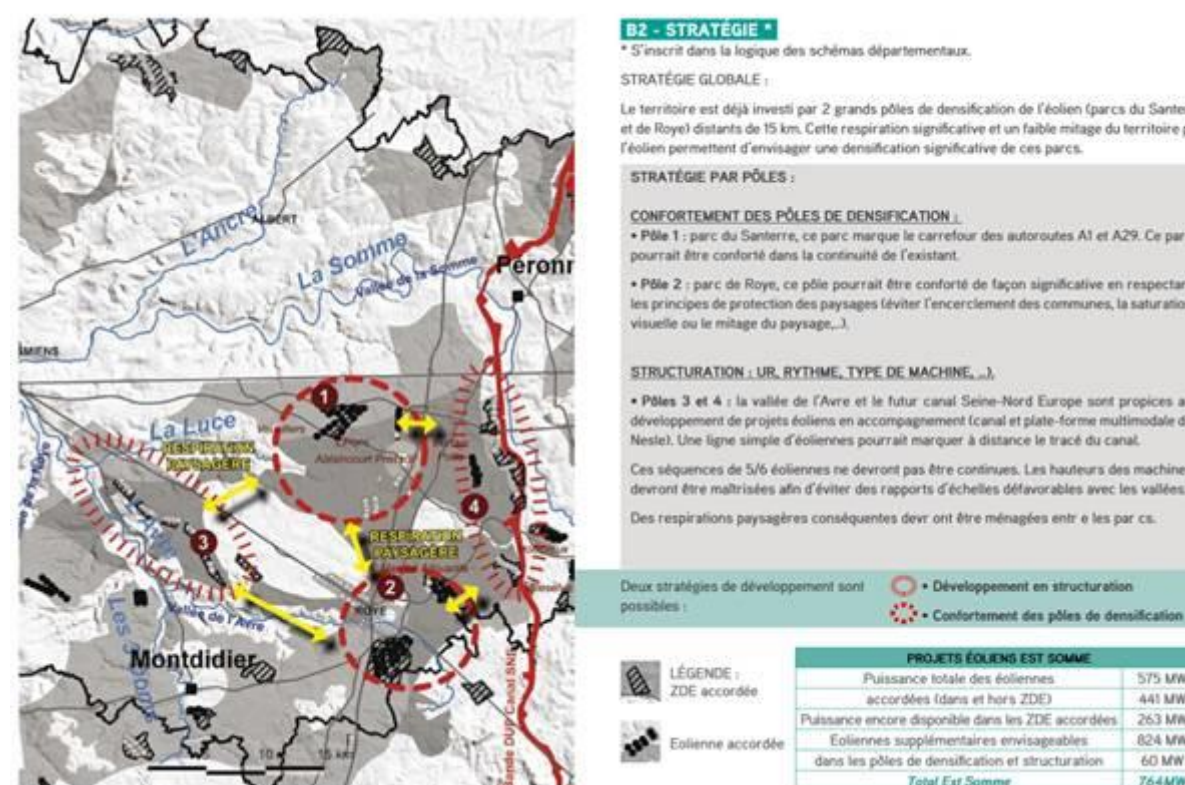 ALBERT
L'Ancre
La Somme
Vallée de la Somme
Peronn
MIENS
1
La Luce
RESPIRATION
PAYSAGÈRE
Ablaincourt Pressoir
4
3
RESPIRATION
PAYSAGÈRE
2
ROYE
L'Avre
Vallée de l'Avre
Montdidier
10
15 km
B2 - STRATÉGIE *
* S'inscrit dans la logique des schémas départementaux.
STRATÉGIE GLOBALE :
Le territoire est déjà investi par 2 grands pôles de densification de l'éolien (parcs du Santer
et de Roye) distants de 15 km. Cette respiration significative et un faible mitage du territoire p
l'éolien permettent d'envisager une densification significative de ces parcs.
STRATÉGIE PAR PÔLES :
CONFORTEMENT DES PÔLES DE DENSIFICATION :
• Pôle 1 : parc du Santerre, ce parc marque le carrefour des autoroutes A1 et A29. Ce par
pourrait être conforté dans la continuité de l'existant.
• Pôle 2 : parc de Roye, ce pôle pourrait être conforté de façon significative en respectan
les principes de protection des paysages (éviter l'encerclement des communes, la saturatio
visuelle ou le mitage du paysage,..).
STRUCTURATION : UR, RYTHME, TYPE DE MACHINE, ...).
• Pôles 3 et 4 : la vallée de l'Avre et le futur canal Seine-Nord Europe sont propices a
développement de projets éoliens en accompagnement (canal et plate-forme multimodale d
Nesle). Une ligne simple d'éoliennes pourrait marquer à distance le tracé du canal.
Ces séquences de 5/6 éoliennes ne devront pas être continues. Les hauteurs des machine
devront être maîtrisées afin d'éviter des rapports d'échelles défavorables avec les vallées
Des respirations paysagères conséquentes devr ont être ménagées entr e les par cs.
Deux stratégies de développement sont
possibles :
• Développement en structuration
• Confortement des pôles de densification
LÉGENDE :
ZDE accordée
Eolienne accordée
PROJETS ÉOLIENS EST SOMME
Puissance totale des éoliennes 575 MW
accordées (dans et hors ZDE) 441 MW
Puissance encore disponible dans les ZDE accordées 263 MW
Eoliennes supplémentaires envisageables 824 MW
dans les pôles de densification et structuration 60 MW
Total Est Somme 764MW